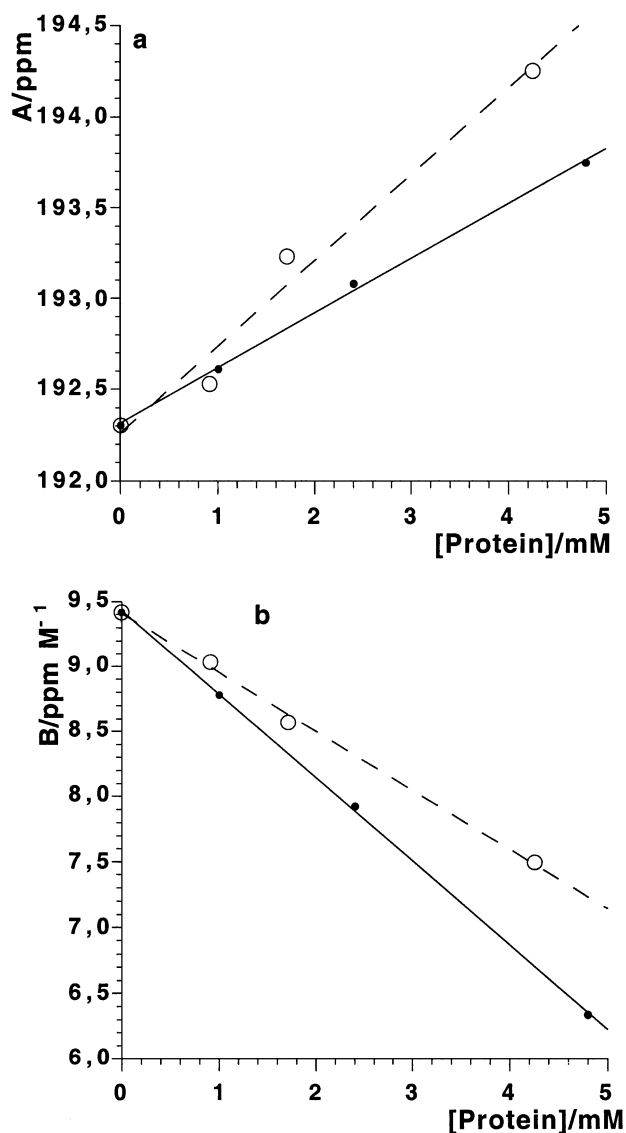 a
A/ppm
194,5
194,0
193,5
193,0
192,5
192,0
0 1 2 3 4 5
[Protein]/mM
b
B/ppm M-1
9,5
9,0
8,5
8,0
7,5
7,0
6,5
6,0
0 1 2 3 4 5
[Protein]/mM